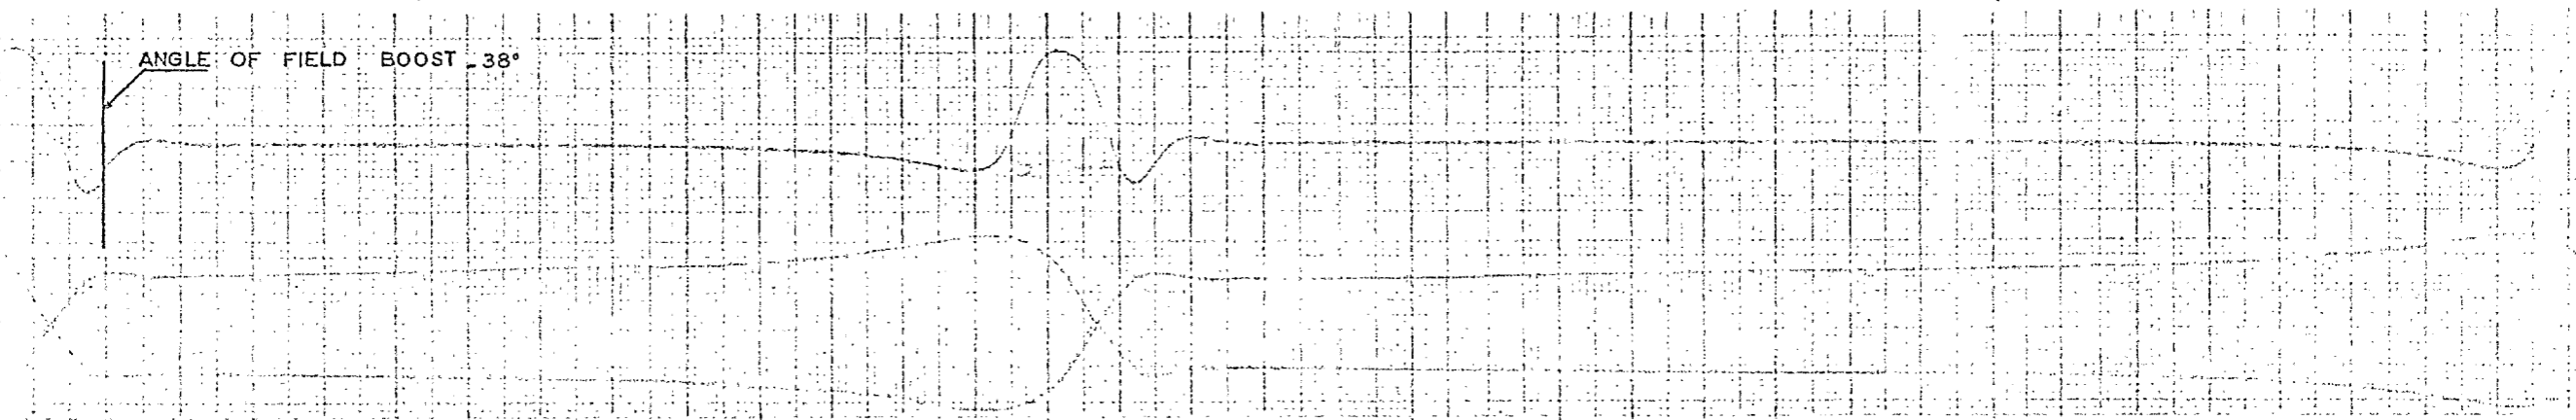 ANGLE OF FIELD BOOST - 38°